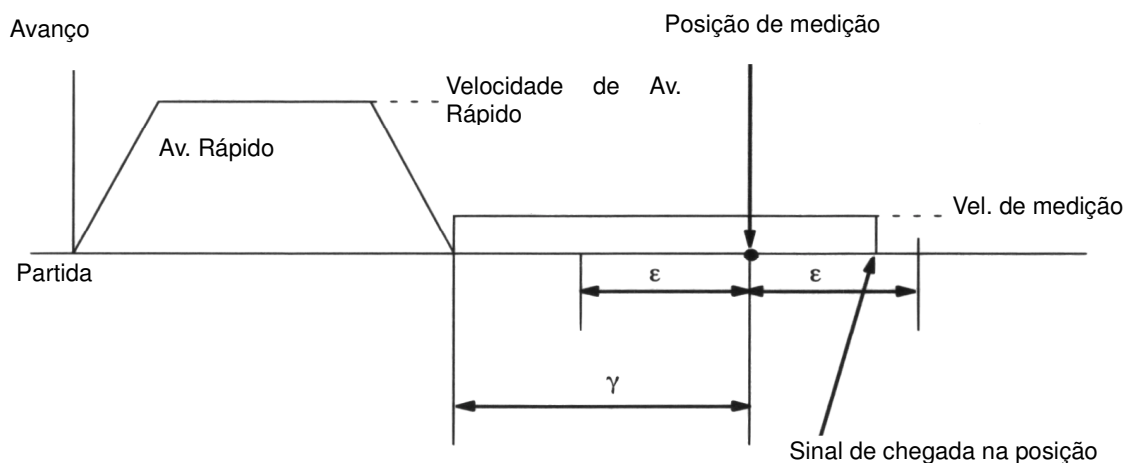 Posição de medição
Avanço
Velocidade de Av.
Rápido
Av. Rápido
Vel. de medição
Partida
ε ε
γ
Sinal de chegada na posição